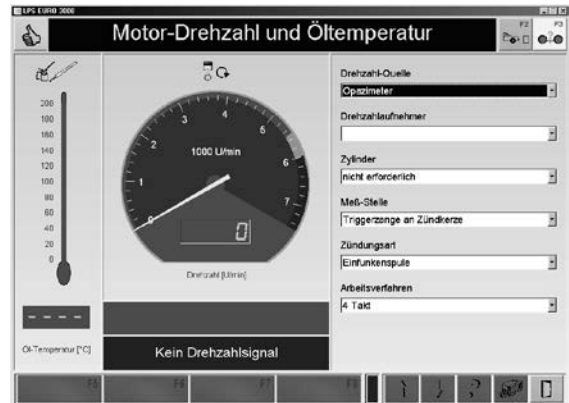 LPS EURO 3000
Motor-Drehzahl und Öltemperatur
F2
F3
200
180
160
140
120
100
80
60
40
20
0
Öl-Temperatur [°C]
0
1
2
3
4
5
6
7
1000 U/min
0
Drehzahl [U/min]
Kein Drehzahlsignal
Drehzahl-Quelle
Opazimeter
Drehzahlaufnehmer
Zylinder
nicht erforderlich
Meß-Stelle
Triggerzange an Zündkerze
Zündungsart
Einfunkenspule
Arbeitsverfahren
4 Takt
F5
F6
F7
F8